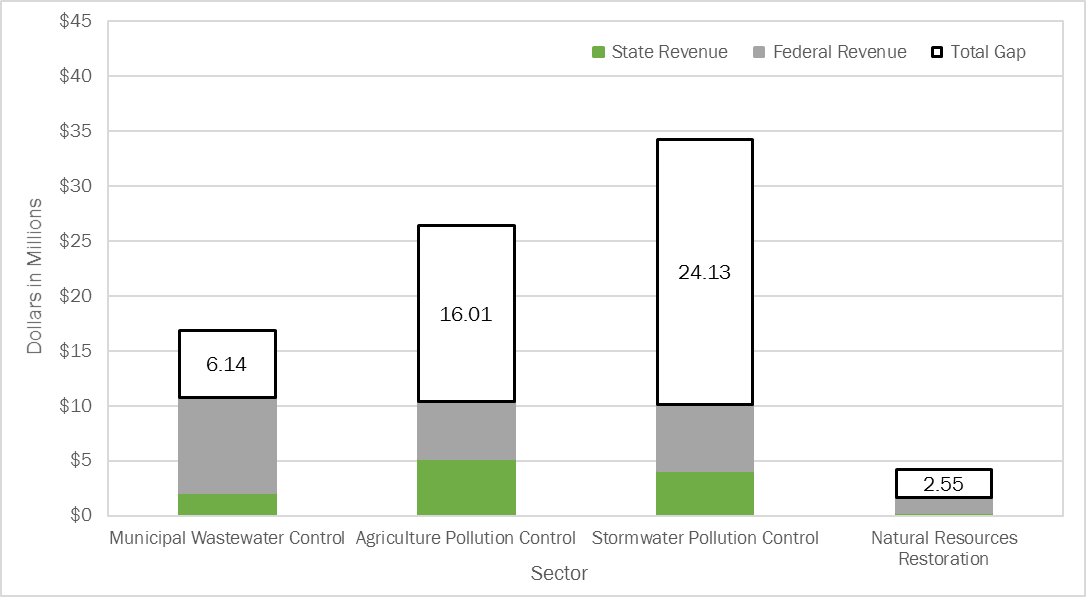 $45
$40
$35
$30
$25
$20
$15
$10
$5
$0
Dollars in Millions
State Revenue
Federal Revenue
Total Gap
6.14
16.01
24.13
2.55
Municipal Wastewater Control
Agriculture Pollution Control
Stormwater Pollution Control
Natural Resources
Restoration
Sector